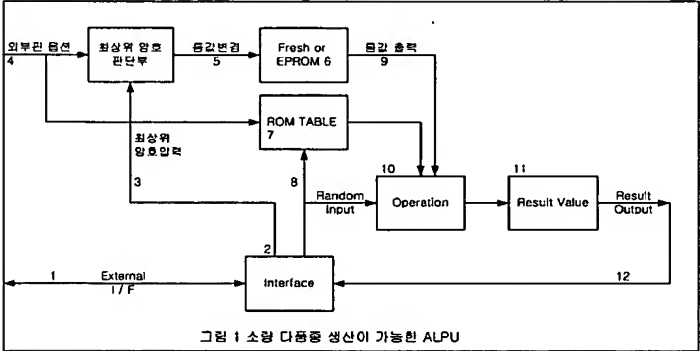 외부핀 옵션
4
최상위 암호
판단부
롬값변경
5
Fresh or
EPROM 6
롬값 출력
9
ROM TABLE
7
최상위
암호입력
3
8
Random
Input
10
Operation
11
Result Value
Result
Output
2
Interface
1 External
I / F
12
그림 1 소량 다품종 생산이 가능한 ALPU